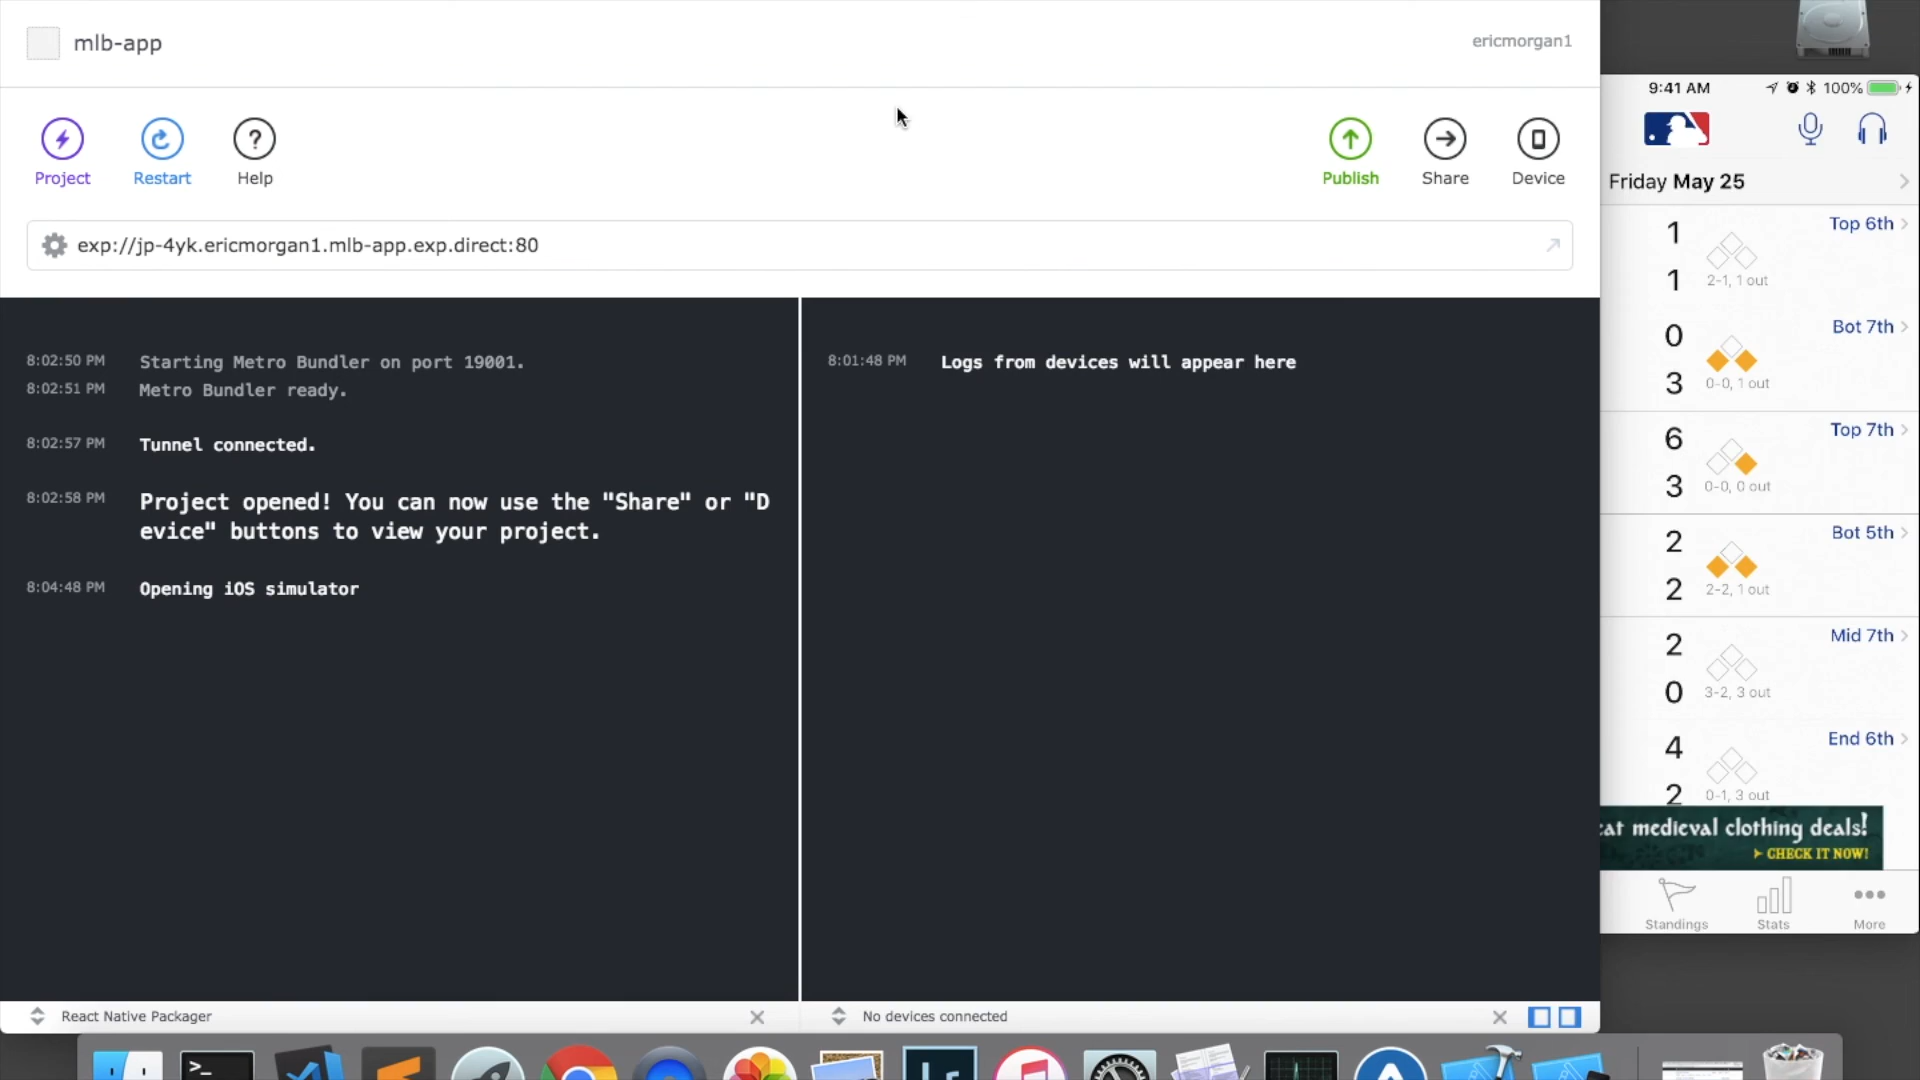 mlb-app
ericmorgan1
Project
Restart
Help
Publish
Share
Device
exp://jp-4yk.ericmorgan1.mlb-app.exp.direct:80
8:02:50 PM Starting Metro Bundler on port 19001.
8:02:51 PM Metro Bundler ready.
8:02:57 PM Tunnel connected.
8:02:58 PM Project opened! You can now use the "Share" or "D
evice" buttons to view your project.
8:04:48 PM Opening iOS simulator
8:01:48 PM Logs from devices will appear here
React Native Packager
No devices connected
9:41 AM 100%
Friday May 25
1 Top 6th
1 2-1, 1 out
0 Bot 7th
3 0-0, 1 out
6 Top 7th
3 0-0, 0 out
2 Bot 5th
2 2-2, 1 out
2 Mid 7th
0 3-2, 3 out
4 End 6th
2 0-1, 3 out
eat medieval clothing deals!
CHECK IT NOW!
Standings
Stats
More
>_
Lr